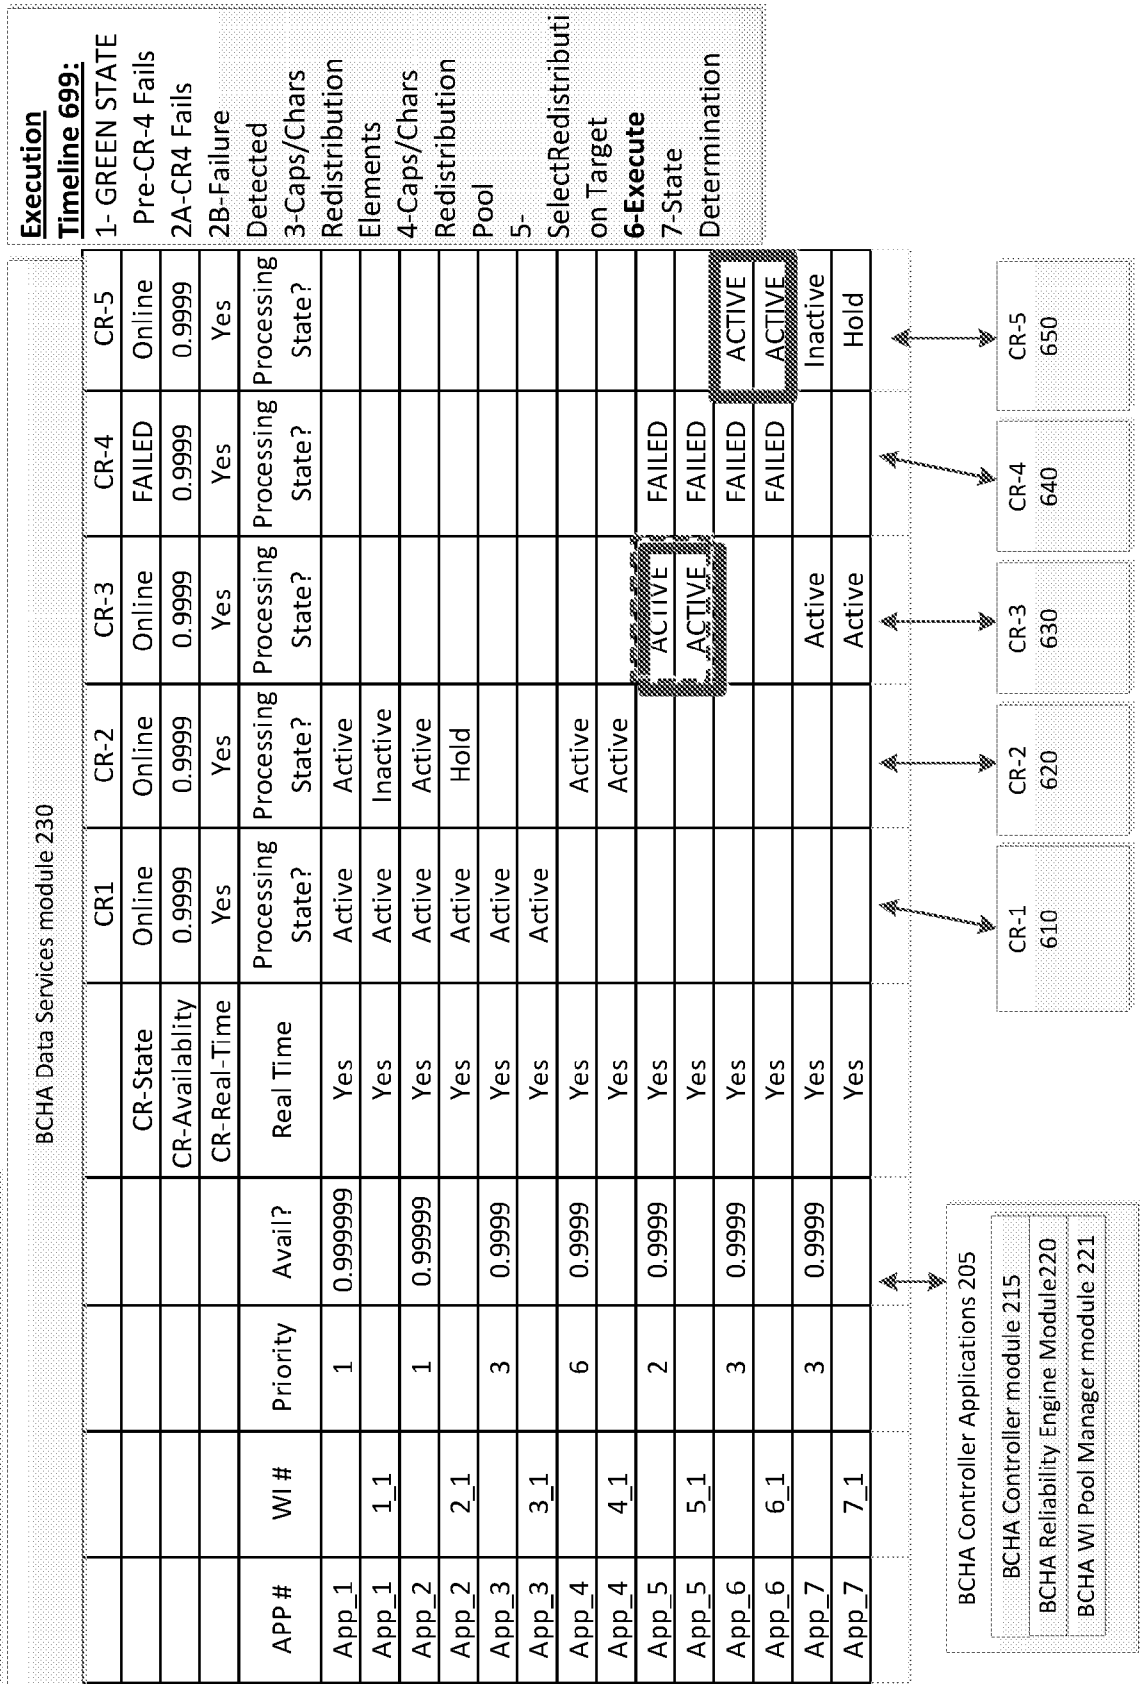 BCHA Data Services module 230
CR1 CR-2 CR-3 CR-4 CR-5
CR-State Online Online Online FAILED Online
CR-Availablity 0.9999 0.9999 0.9999 0.9999 0.9999
CR-Real-Time Yes Yes Yes Yes Yes
APP # WI # Priority Avail? Real Time Processing State? Processing State? Processing State? Processing State? Processing State?
App_1 1 0.999999 Yes Active Active
App_1 1_1 Yes Active Inactive
App_2 1 0.99999 Yes Active Active
App_2 2_1 Yes Active Hold
App_3 3 0.9999 Yes Active
App_3 3_1 Yes Active
App_4 6 0.9999 Yes Active
App_4 4_1 Yes Active
App_5 2 0.9999 Yes ACTIVE FAILED
App_5 5_1 Yes ACTIVE FAILED
App_6 3 0.9999 Yes FAILED ACTIVE
App_6 6_1 Yes FAILED ACTIVE
App_7 3 0.9999 Yes Active Inactive
App_7 7_1 Yes Active Hold
Execution
Timeline 699:
1- GREEN STATE
Pre-CR-4 Fails
2A-CR4 Fails
2B-Failure
Detected
3-Caps/Chars
Redistribution
Elements
4-Caps/Chars
Redistribution
Pool
5-
SelectRedistributi
on Target
6-Execute
7-State
Determination
BCHA Controller Applications 205
BCHA Controller module 215
BCHA Reliability Engine Module220
BCHA WI Pool Manager module 221
CR-1
610
CR-2
620
CR-3
630
CR-4
640
CR-5
650